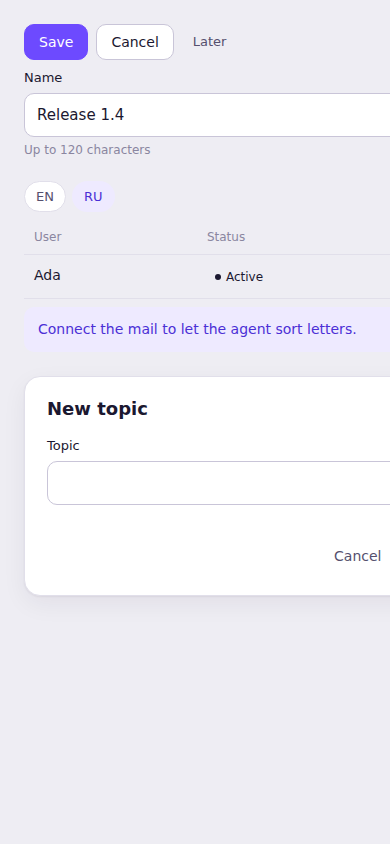 Save Cancel Later
Name
Release 1.4
Up to 120 characters
EN RU
User Status
Ada Active
Connect the mail to let the agent sort letters.
New topic
Topic
Cancel